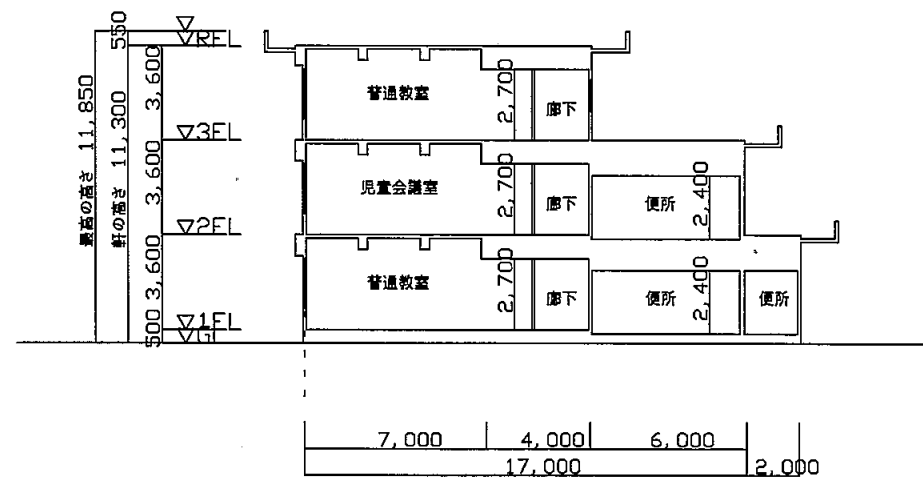 550
RFL
3,600
最高の高さ 11,850
軒の高さ 11,300
普通教室
2,700
廊下
3FL
3,600
児童会議室
2,700
廊下
便所
2,400
2FL
3,600
普通教室
2,700
廊下
便所
2,400
便所
1FL
500
GL
7,000
4,000
6,000
17,000
2,000